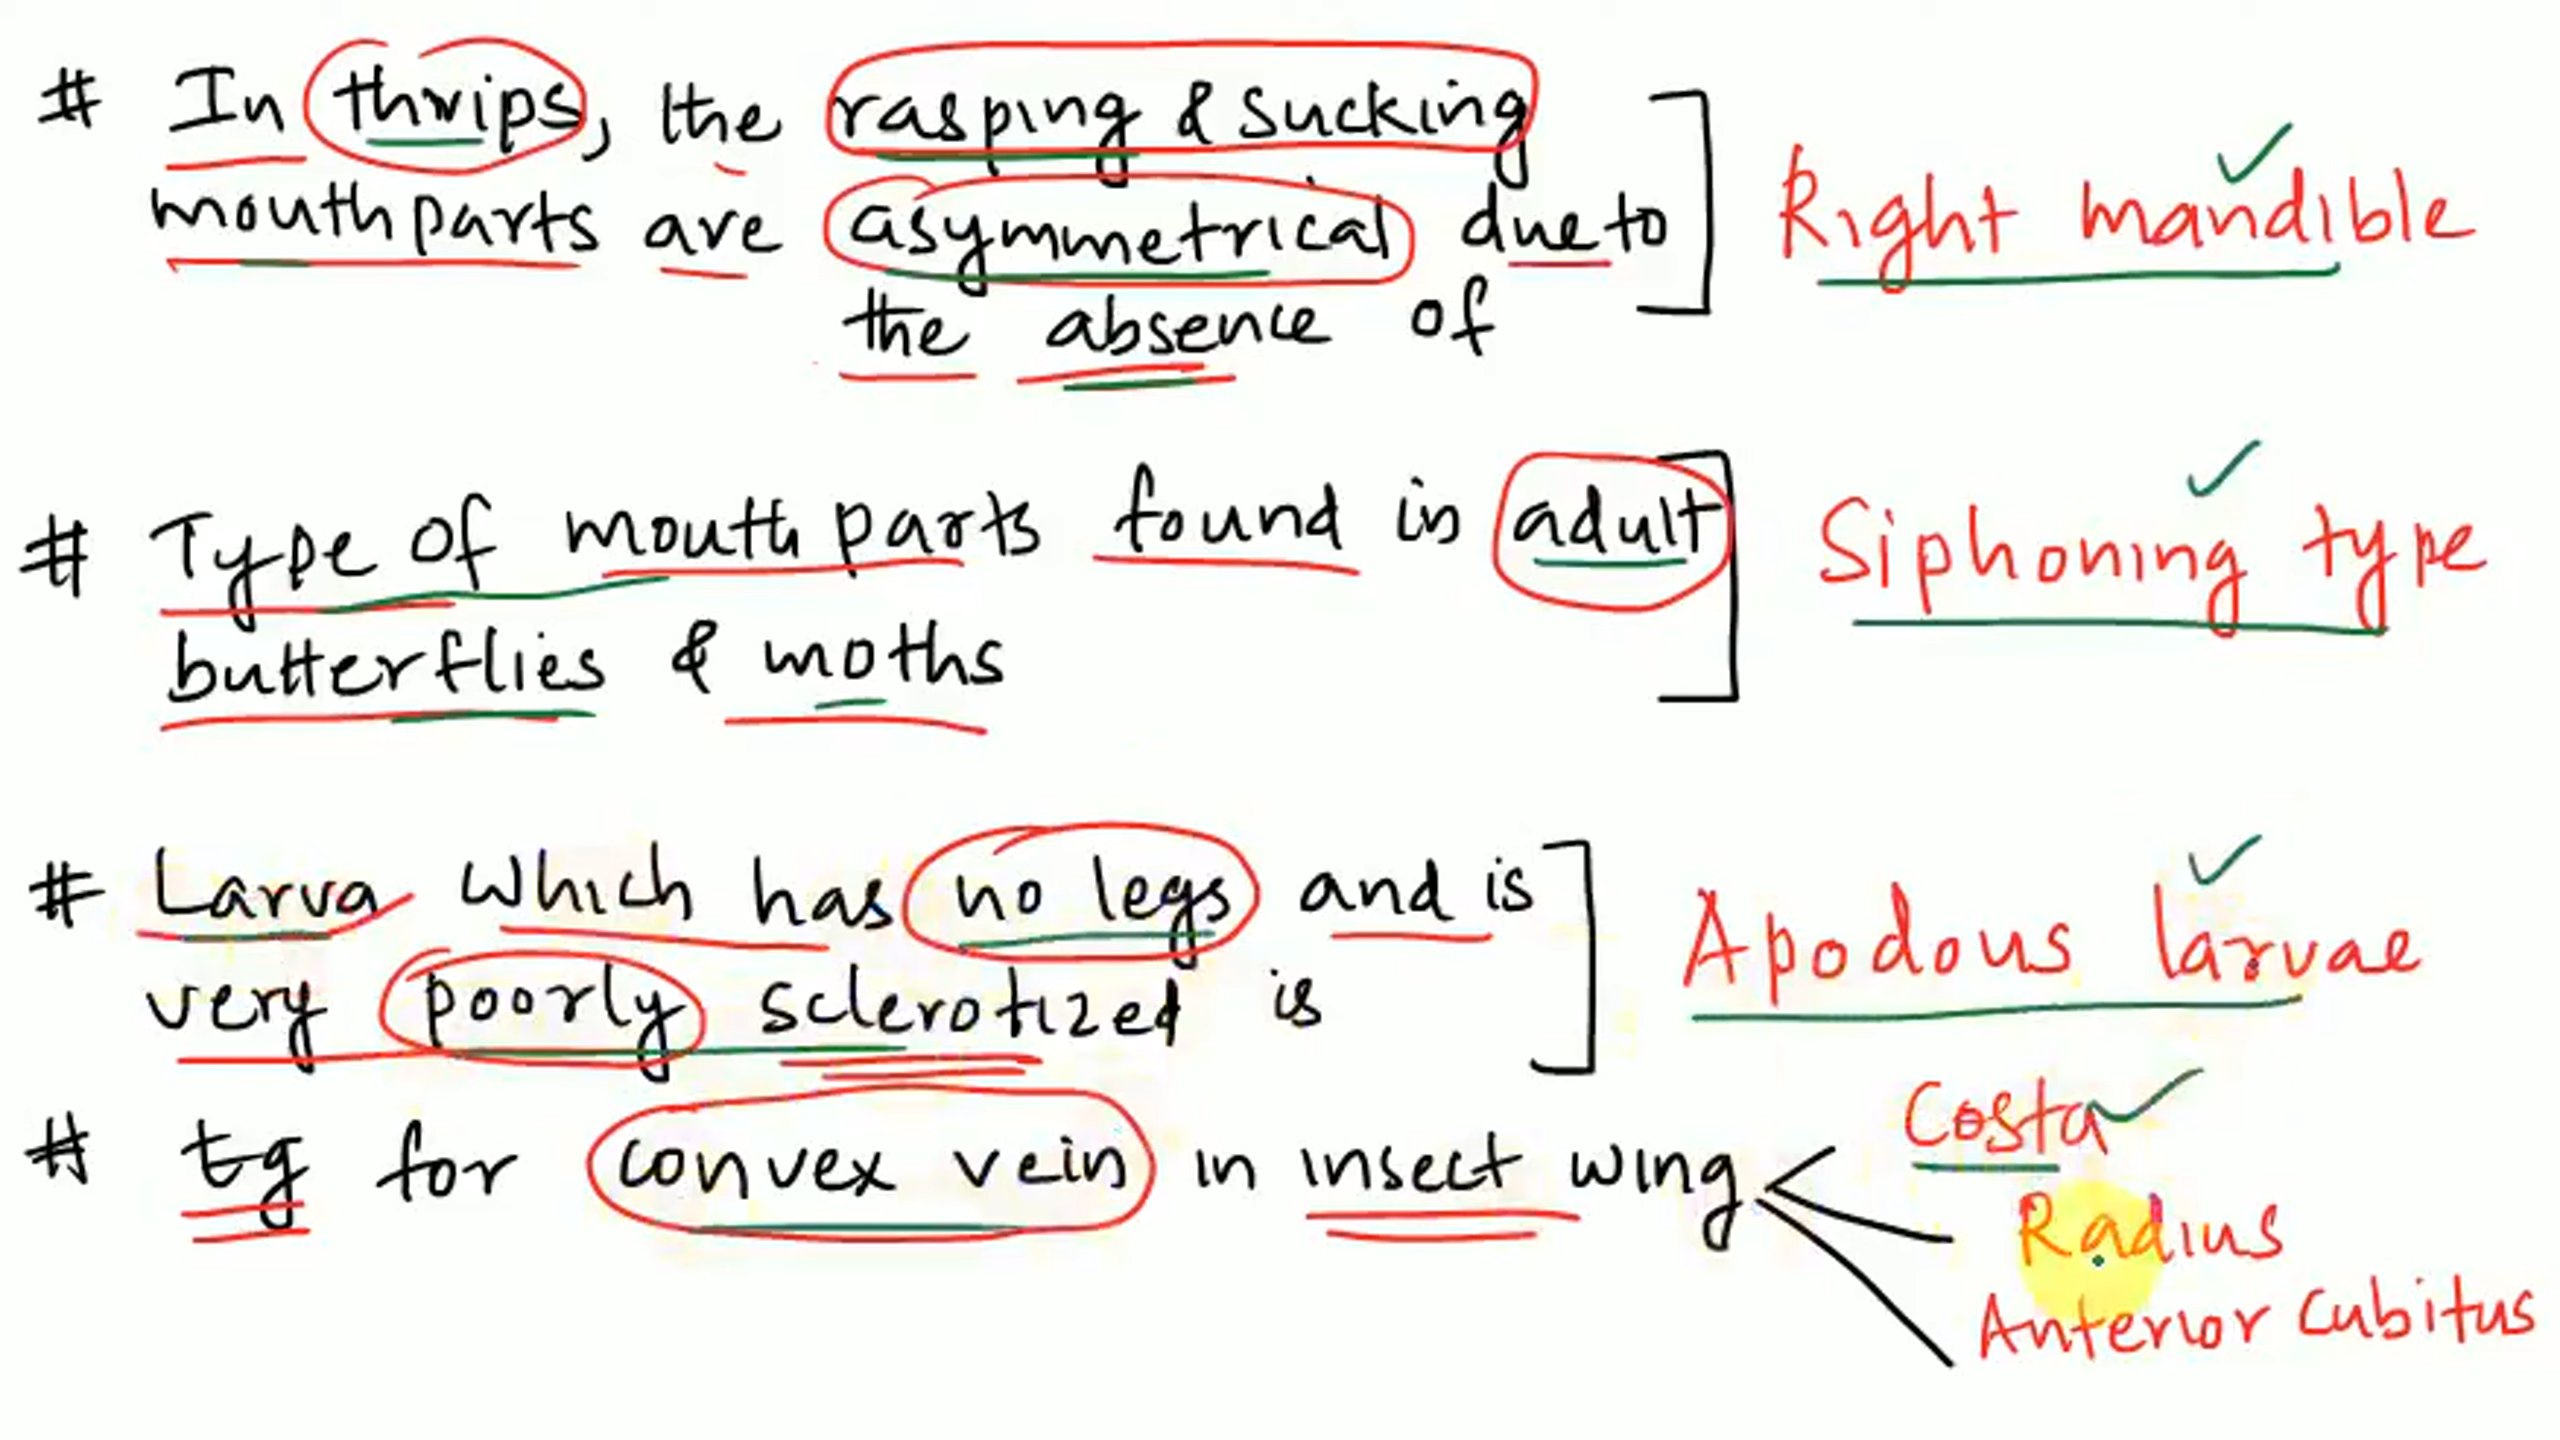 # In thrips, the rasping & sucking
mouthparts are asymmetrical due to
the absence of
Right mandible
# Type of mouth parts found in adult
butterflies & moths
Siphoning type
# Larva which has no legs and is
very poorly sclerotized is
Apodous larvae
# Eg for convex vein in insect wing
Costa
Radius
Anterior Cubitus